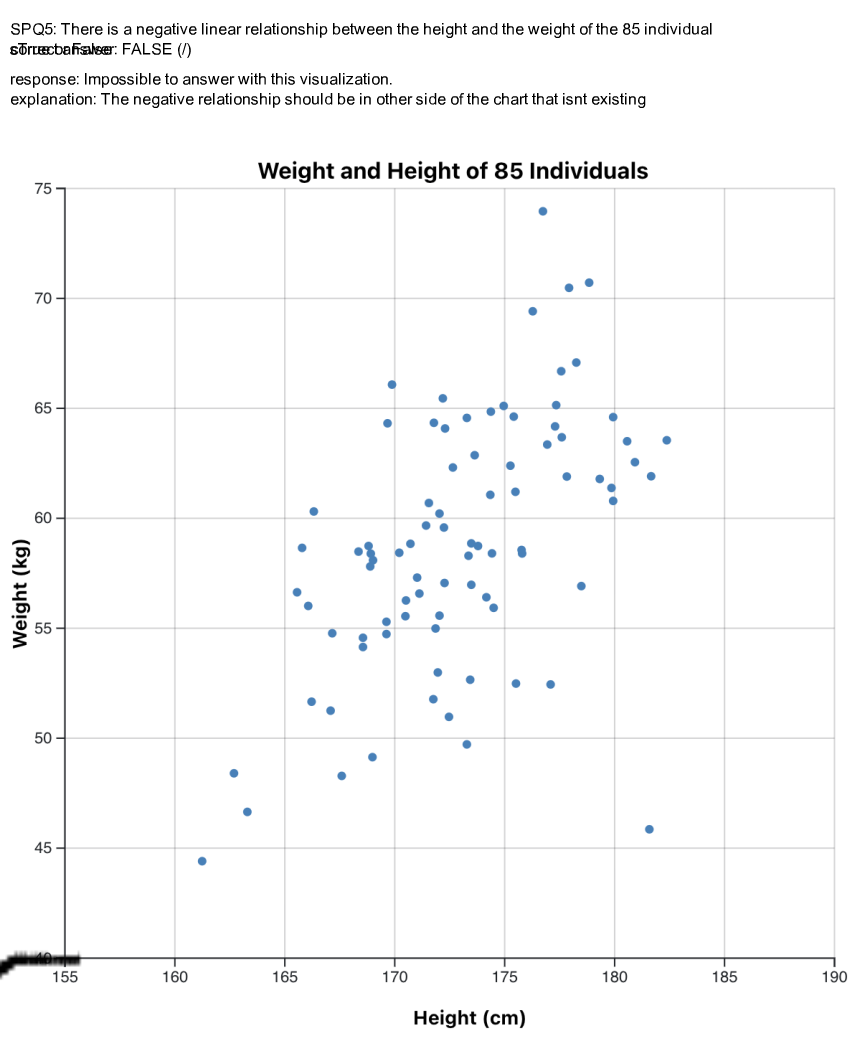 SPQ5: There is a negative linear relationship between the height and the weight of the 85 individual
FALSE (/)
response: Impossible to answer with this visualization.
explanation: The negative relationship should be in other side of the chart that isnt existing
Weight and Height of 85 Individuals
75
70
65
60
55
50
45
Weight (kg)
155 160 165 170 175 180 185 190
Height (cm)